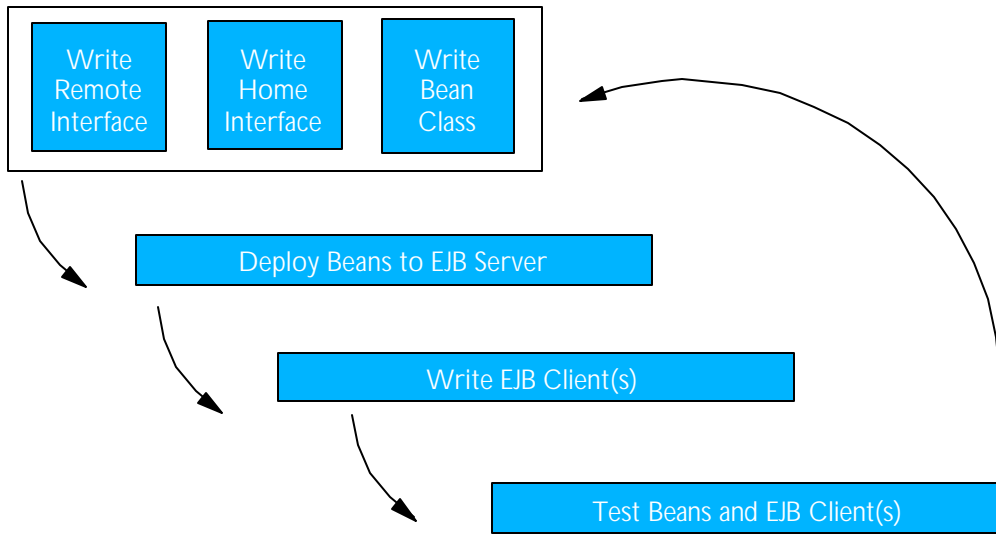 Write
Remote
Interface
Write
Home
Interface
Write
Bean
Class
Deploy Beans to EJB Server
Write EJB Client(s)
Test Beans and EJB Client(s)